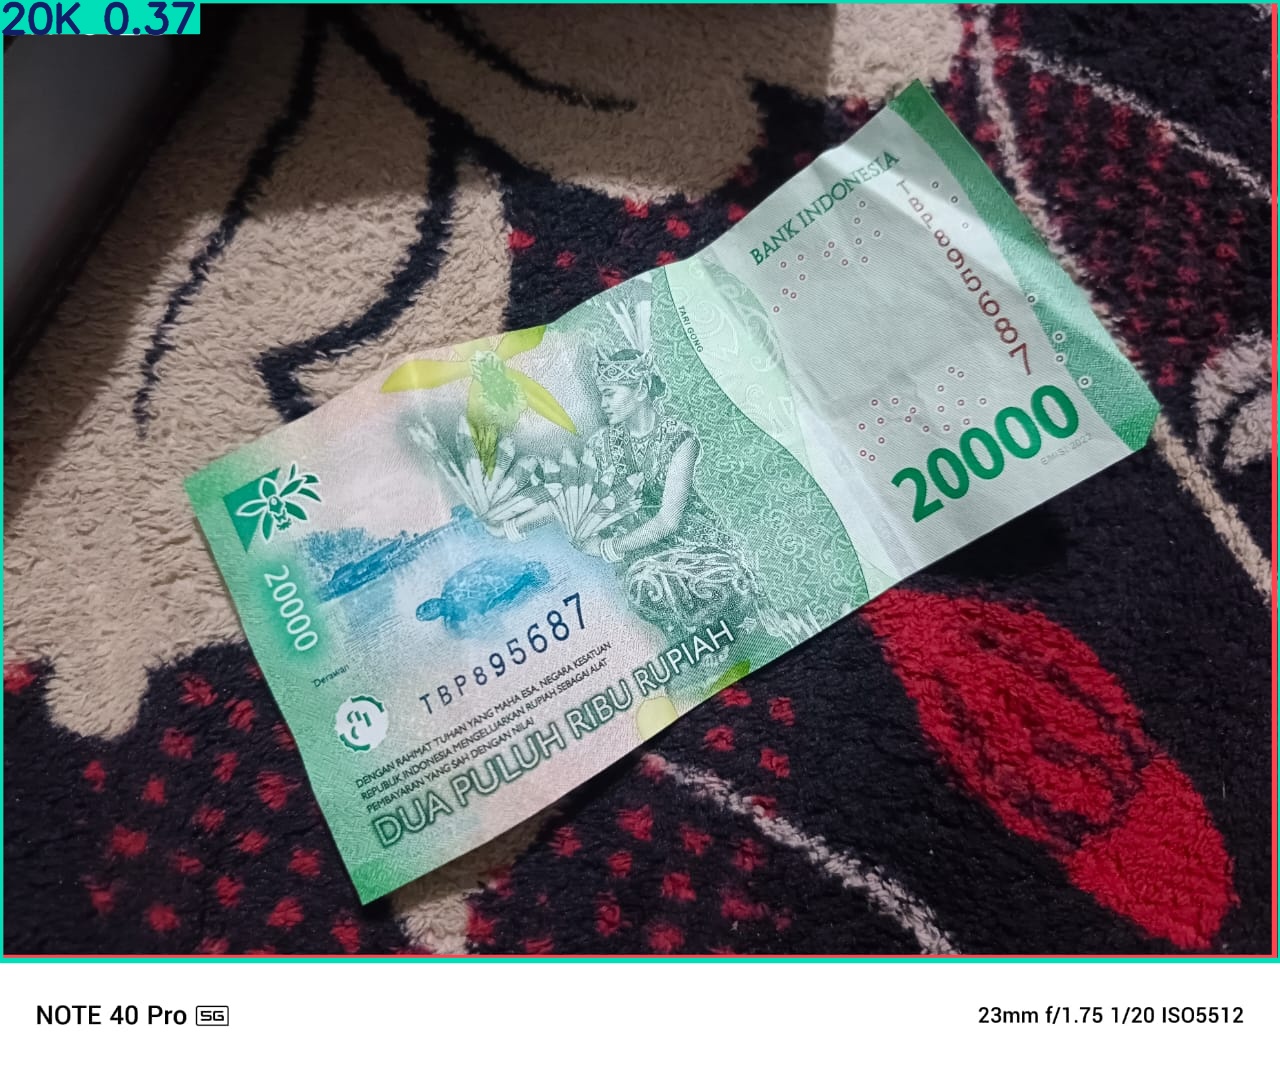 20K 0.37
BANK INDONESIA
TBP895687
TARI GONG
20000
EMISI 2022
20000
Derawan
TBP895687
DENGAN RAHMAT TUHAN YANG MAHA ESA, NEGARA KESATUAN
REPUBLIK INDONESIA MENGELUARKAN RUPIAH SEBAGAI ALAT
PEMBAYARAN YANG SAH DENGAN NILAI
DUA PULUH RIBU RUPIAH
NOTE 40 Pro 5G
23mm f/1.75 1/20 ISO5512